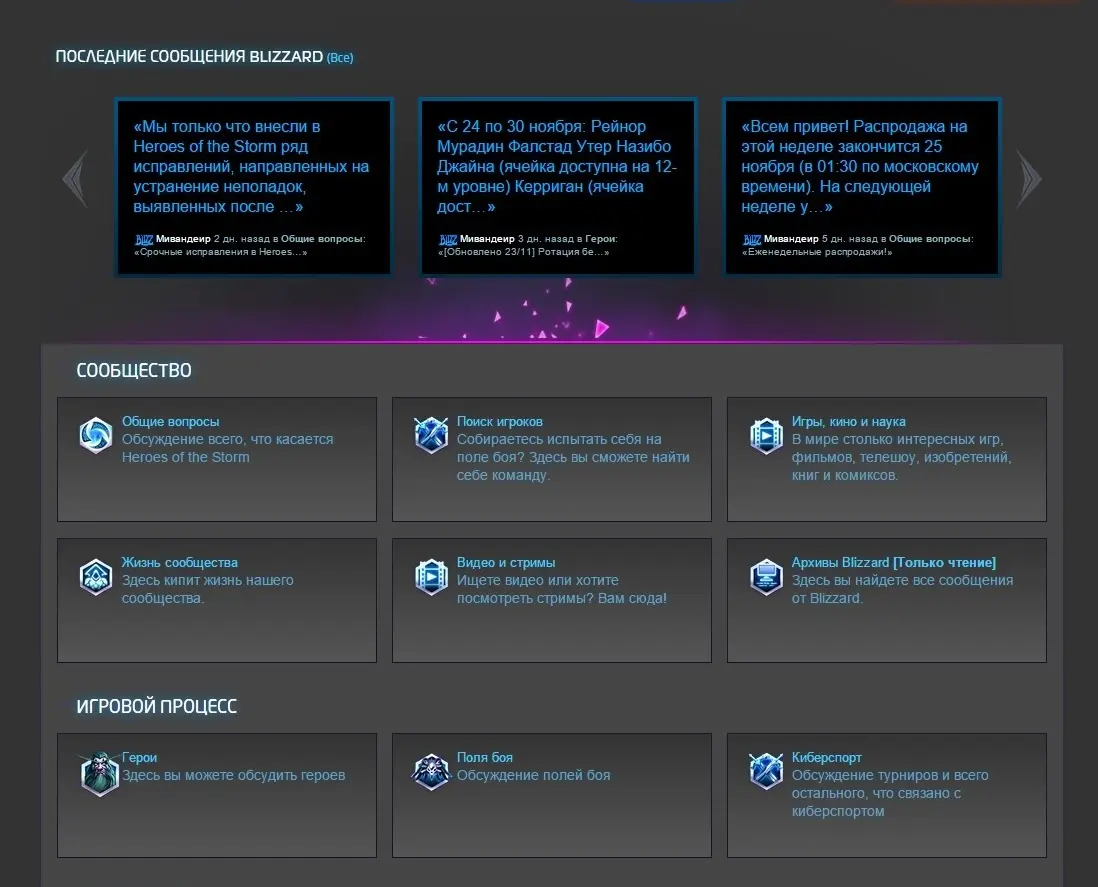 ПОСЛЕДНИЕ СООБЩЕНИЯ BLIZZARD (Все)
«Мы только что внесли в
Heroes of the Storm ряд
исправлений, направленных на
устранение неполадок,
выявленных после …»
BLIZZ Мивандеир 2 дн. назад в Общие вопросы:
«Срочные исправления в Heroes…»
«С 24 по 30 ноября: Рейнор
Мурадин Фалстад Утер Назибо
Джайна (ячейка доступна на 12-
м уровне) Керриган (ячейка
дост…»
BLIZZ Мивандеир 3 дн. назад в Герои:
«[Обновлено 23/11] Ротация бе…»
«Всем привет! Распродажа на
этой неделе закончится 25
ноября (в 01:30 по московскому
времени). На следующей
неделе у…»
BLIZZ Мивандеир 5 дн. назад в Общие вопросы:
«Еженедельные распродажи!»
СООБЩЕСТВО
Общие вопросы
Обсуждение всего, что касается
Heroes of the Storm
Поиск игроков
Собираетесь испытать себя на
поле боя? Здесь вы сможете найти
себе команду.
Игры, кино и наука
В мире столько интересных игр,
фильмов, телешоу, изобретений,
книг и комиксов.
Жизнь сообщества
Здесь кипит жизнь нашего
сообщества.
Видео и стримы
Ищете видео или хотите
посмотреть стримы? Вам сюда!
Архивы Blizzard [Только чтение]
Здесь вы найдете все сообщения
от Blizzard.
ИГРОВОЙ ПРОЦЕСС
Герои
Здесь вы можете обсудить героев
Поля боя
Обсуждение полей боя
Киберспорт
Обсуждение турниров и всего
остального, что связано с
киберспортом